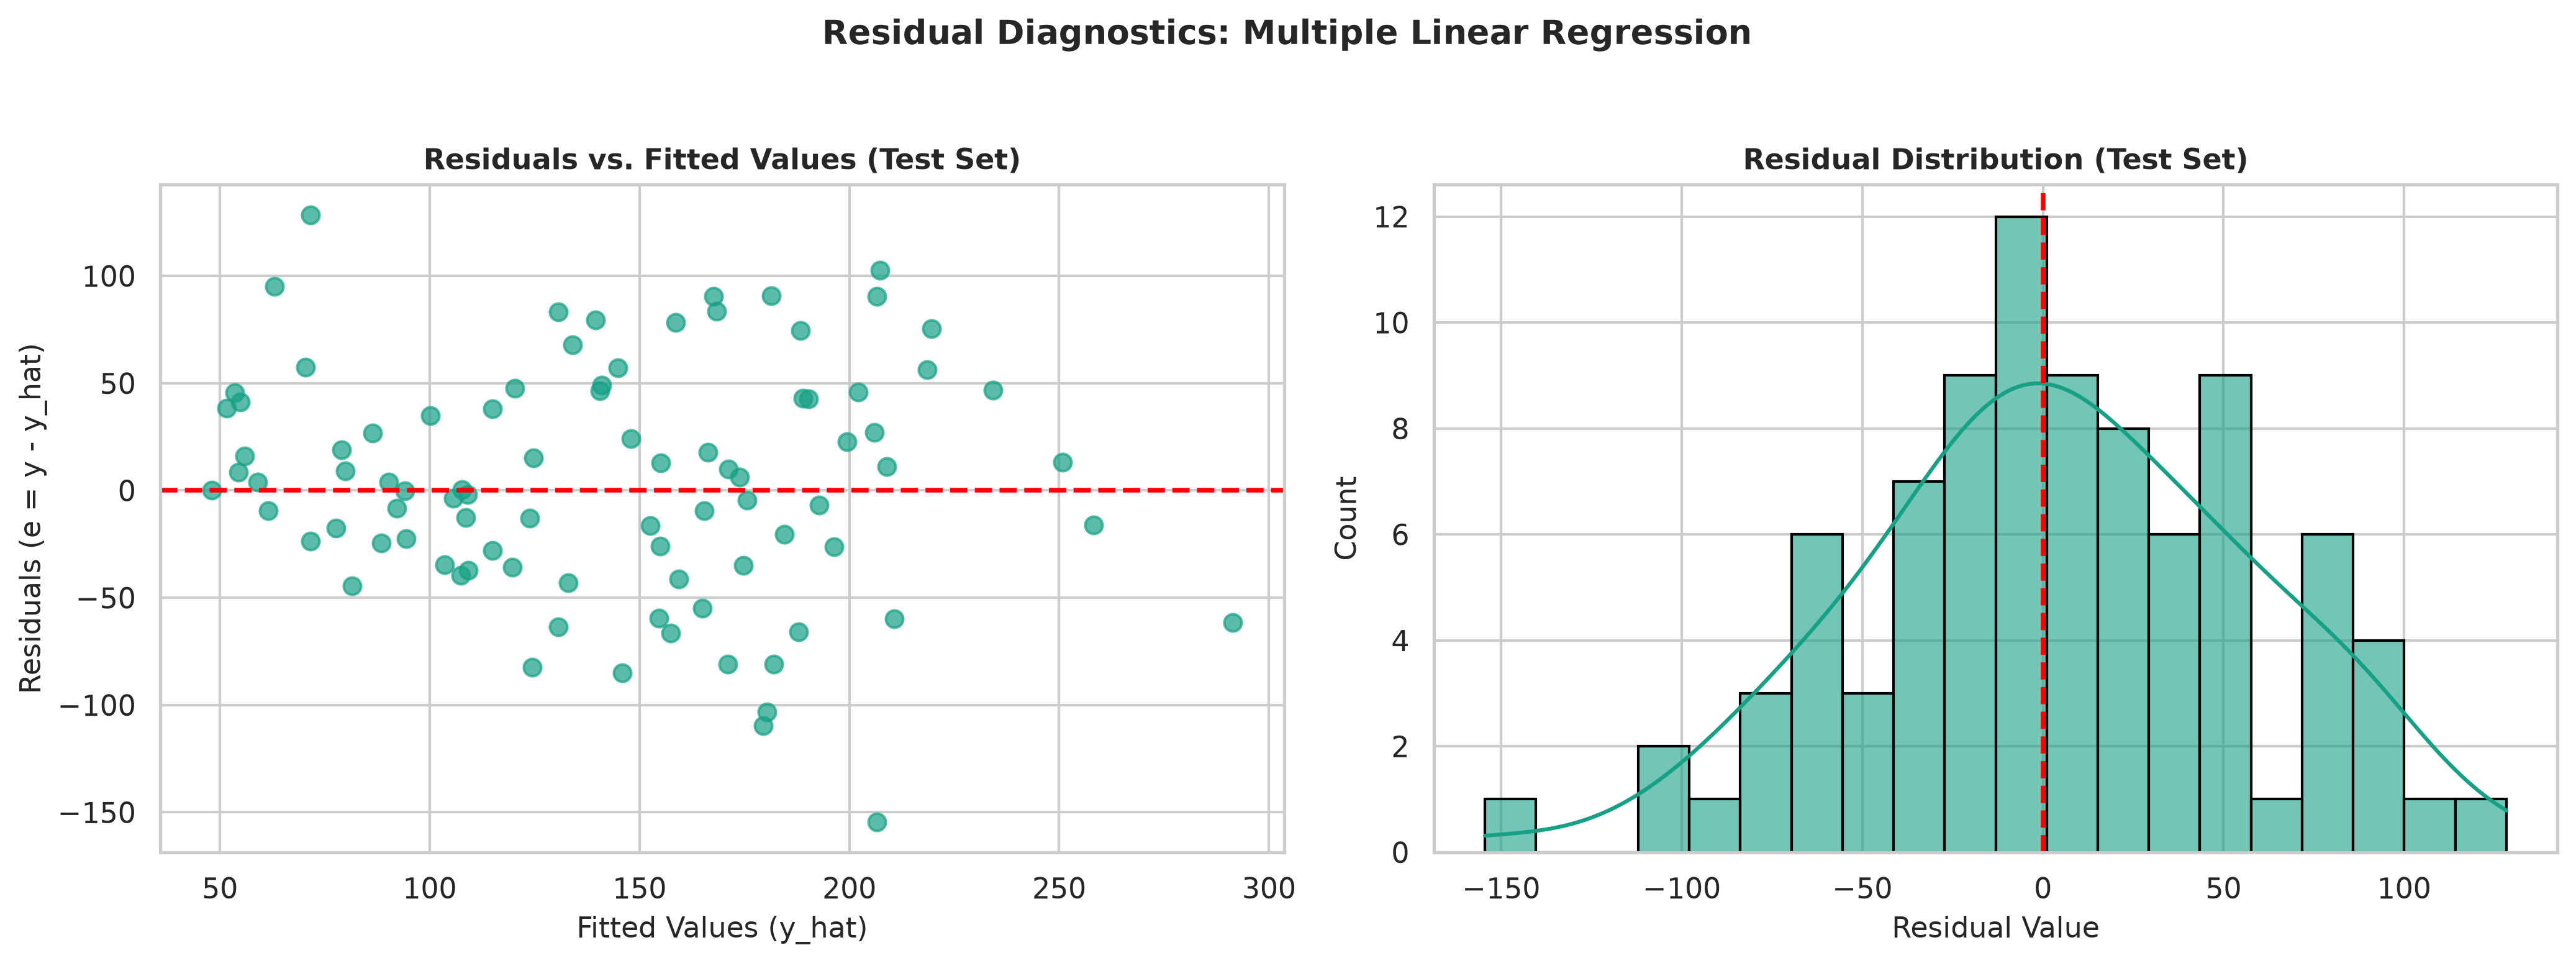 Residual Diagnostics: Multiple Linear Regression
Residuals vs. Fitted Values (Test Set)
100
50
0
−50
−100
−150
Residuals (e = y - y_hat)
50 100 150 200 250 300
Fitted Values (y_hat)
Residual Distribution (Test Set)
12
10
8
6
4
2
0
Count
−150 −100 −50 0 50 100
Residual Value